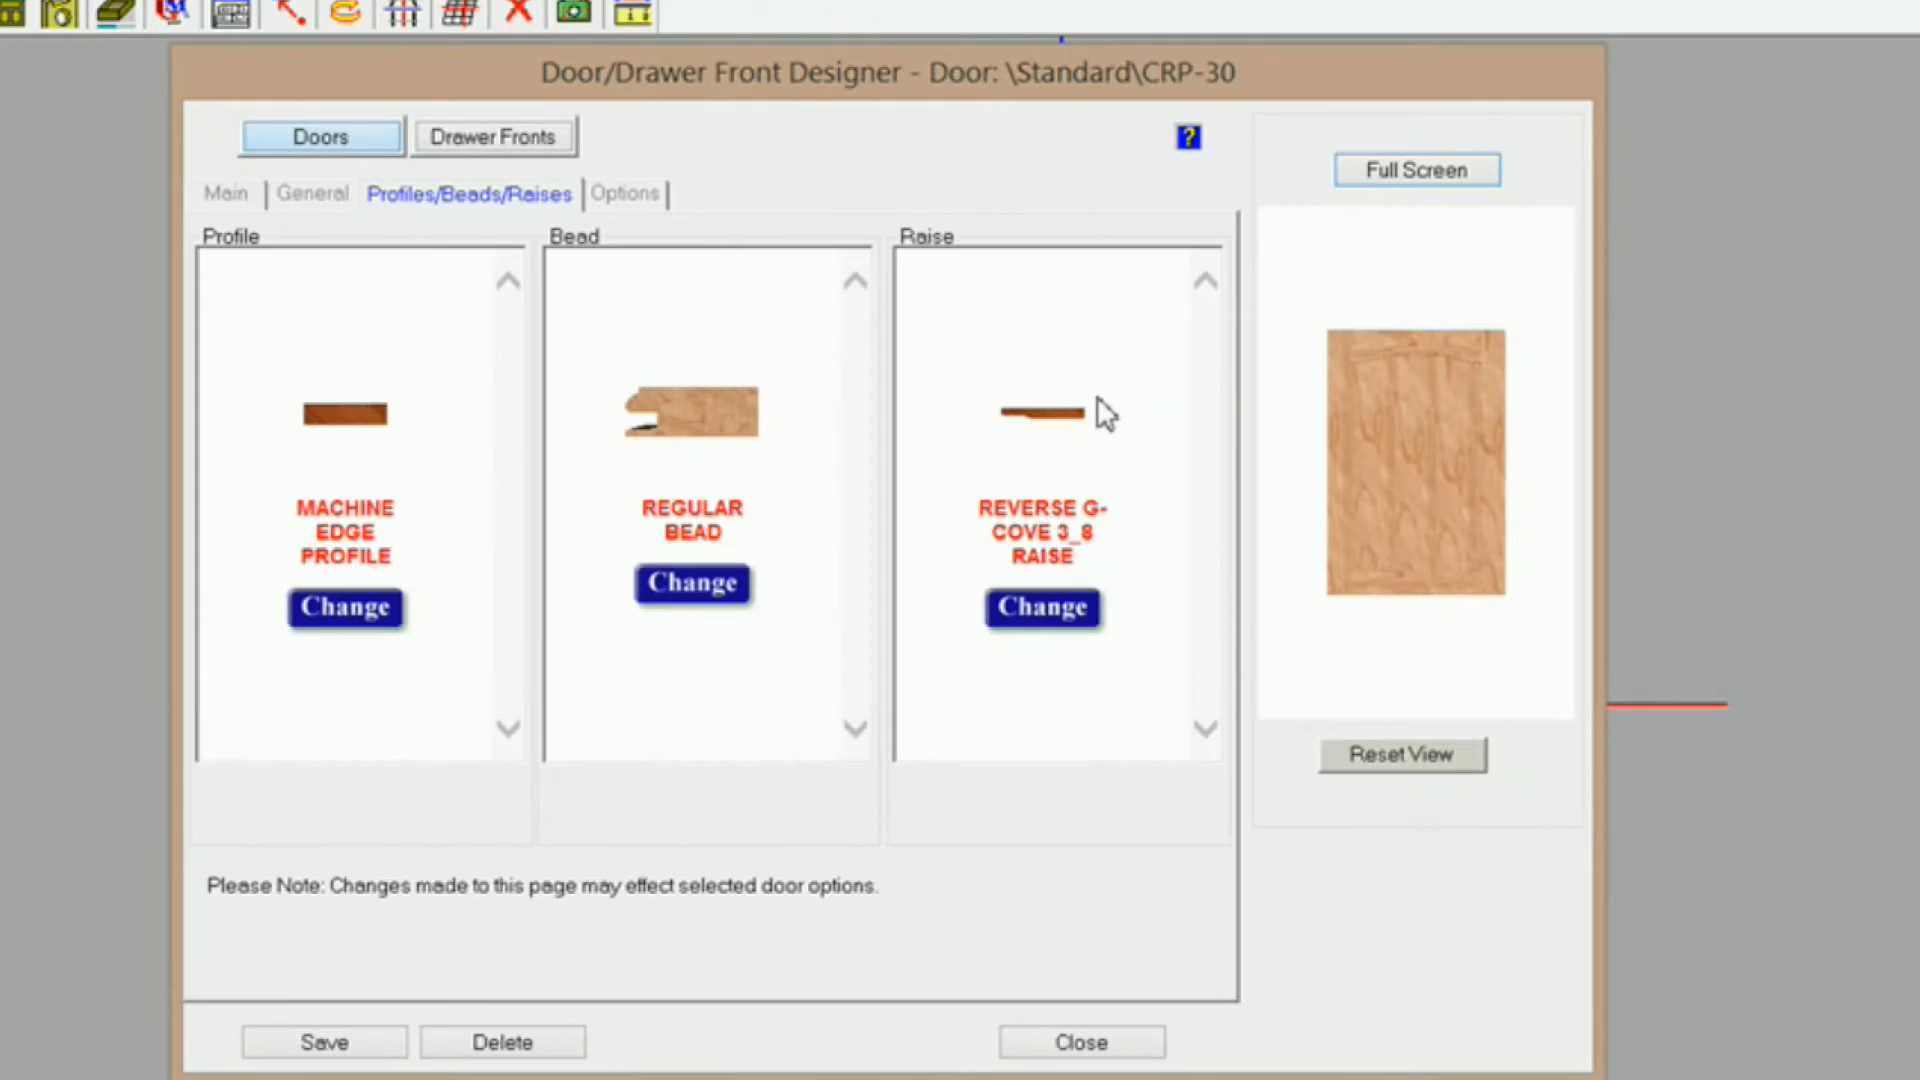 Door/Drawer Front Designer - Door: \Standard\CRP-30
Doors
Drawer Fronts
?
Full Screen
Main
General
Profiles/Beads/Raises
Options
Profile
Bead
Raise
MACHINE
EDGE
PROFILE
Change
REGULAR
BEAD
Change
REVERSE G-
COVE 3_8
RAISE
Change
Reset View
Please Note: Changes made to this page may effect selected door options.
Save
Delete
Close